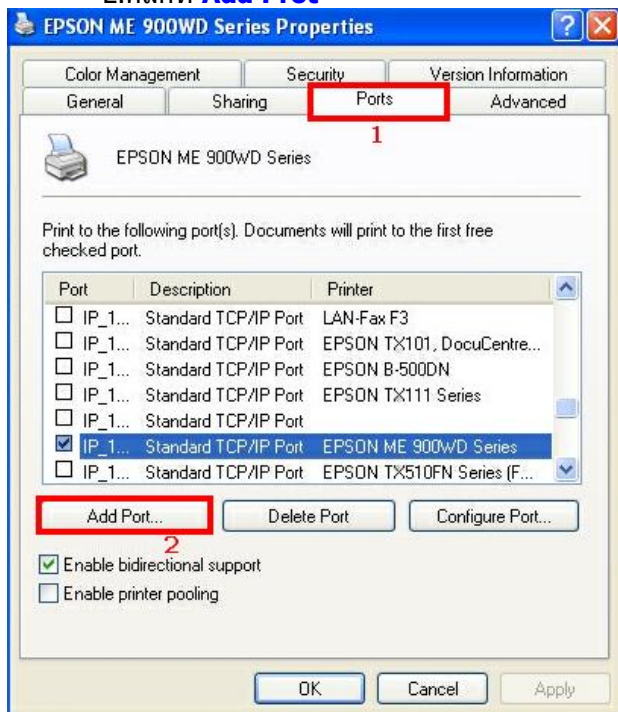 Add Prot
EPSON ME 900WD Series Properties
Color Management Security Version Information
General Sharing Ports Advanced
1
EPSON ME 900WD Series
Print to the following port(s). Documents will print to the first free
checked port.
Port Description Printer
IP_1... Standard TCP/IP Port LAN-Fax F3
IP_1... Standard TCP/IP Port EPSON TX101, DocuCentre...
IP_1... Standard TCP/IP Port EPSON B-500DN
IP_1... Standard TCP/IP Port EPSON TX111 Series
IP_1... Standard TCP/IP Port
IP_1... Standard TCP/IP Port EPSON ME 900WD Series
IP_1... Standard TCP/IP Port EPSON TX510FN Series (F...
Add Port... Delete Port Configure Port...
2
Enable bidirectional support
Enable printer pooling
OK Cancel Apply